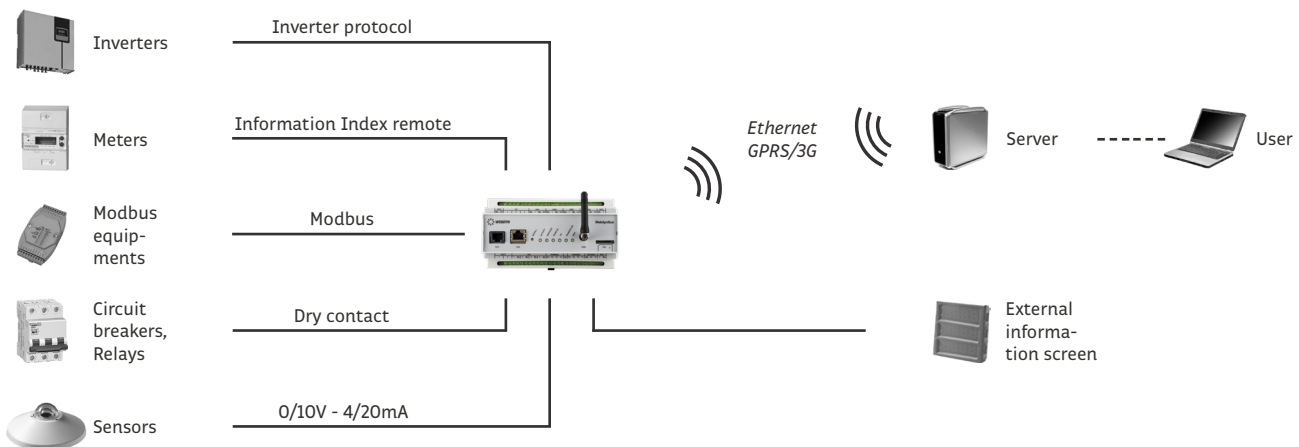 Inverters
Inverter protocol
Meters
Information Index remote
Modbus
equip-
ments
Modbus
Circuit
breakers,
Relays
Dry contact
Sensors
0/10V - 4/20mA
Ethernet
GPRS/3G
Server
User
External
informa-
tion screen